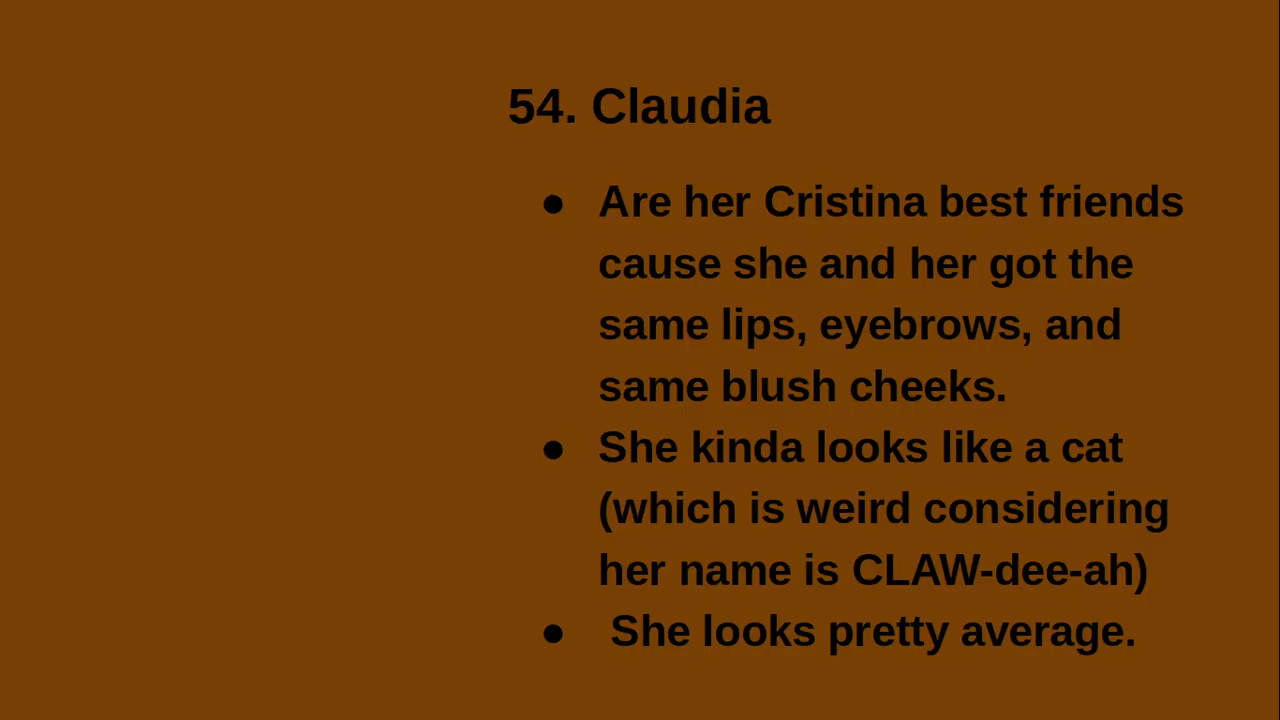 54. Claudia
● Are her Cristina best friends
cause she and her got the
same lips, eyebrows, and
same blush cheeks.
● She kinda looks like a cat
(which is weird considering
her name is CLAW-dee-ah)
● She looks pretty average.